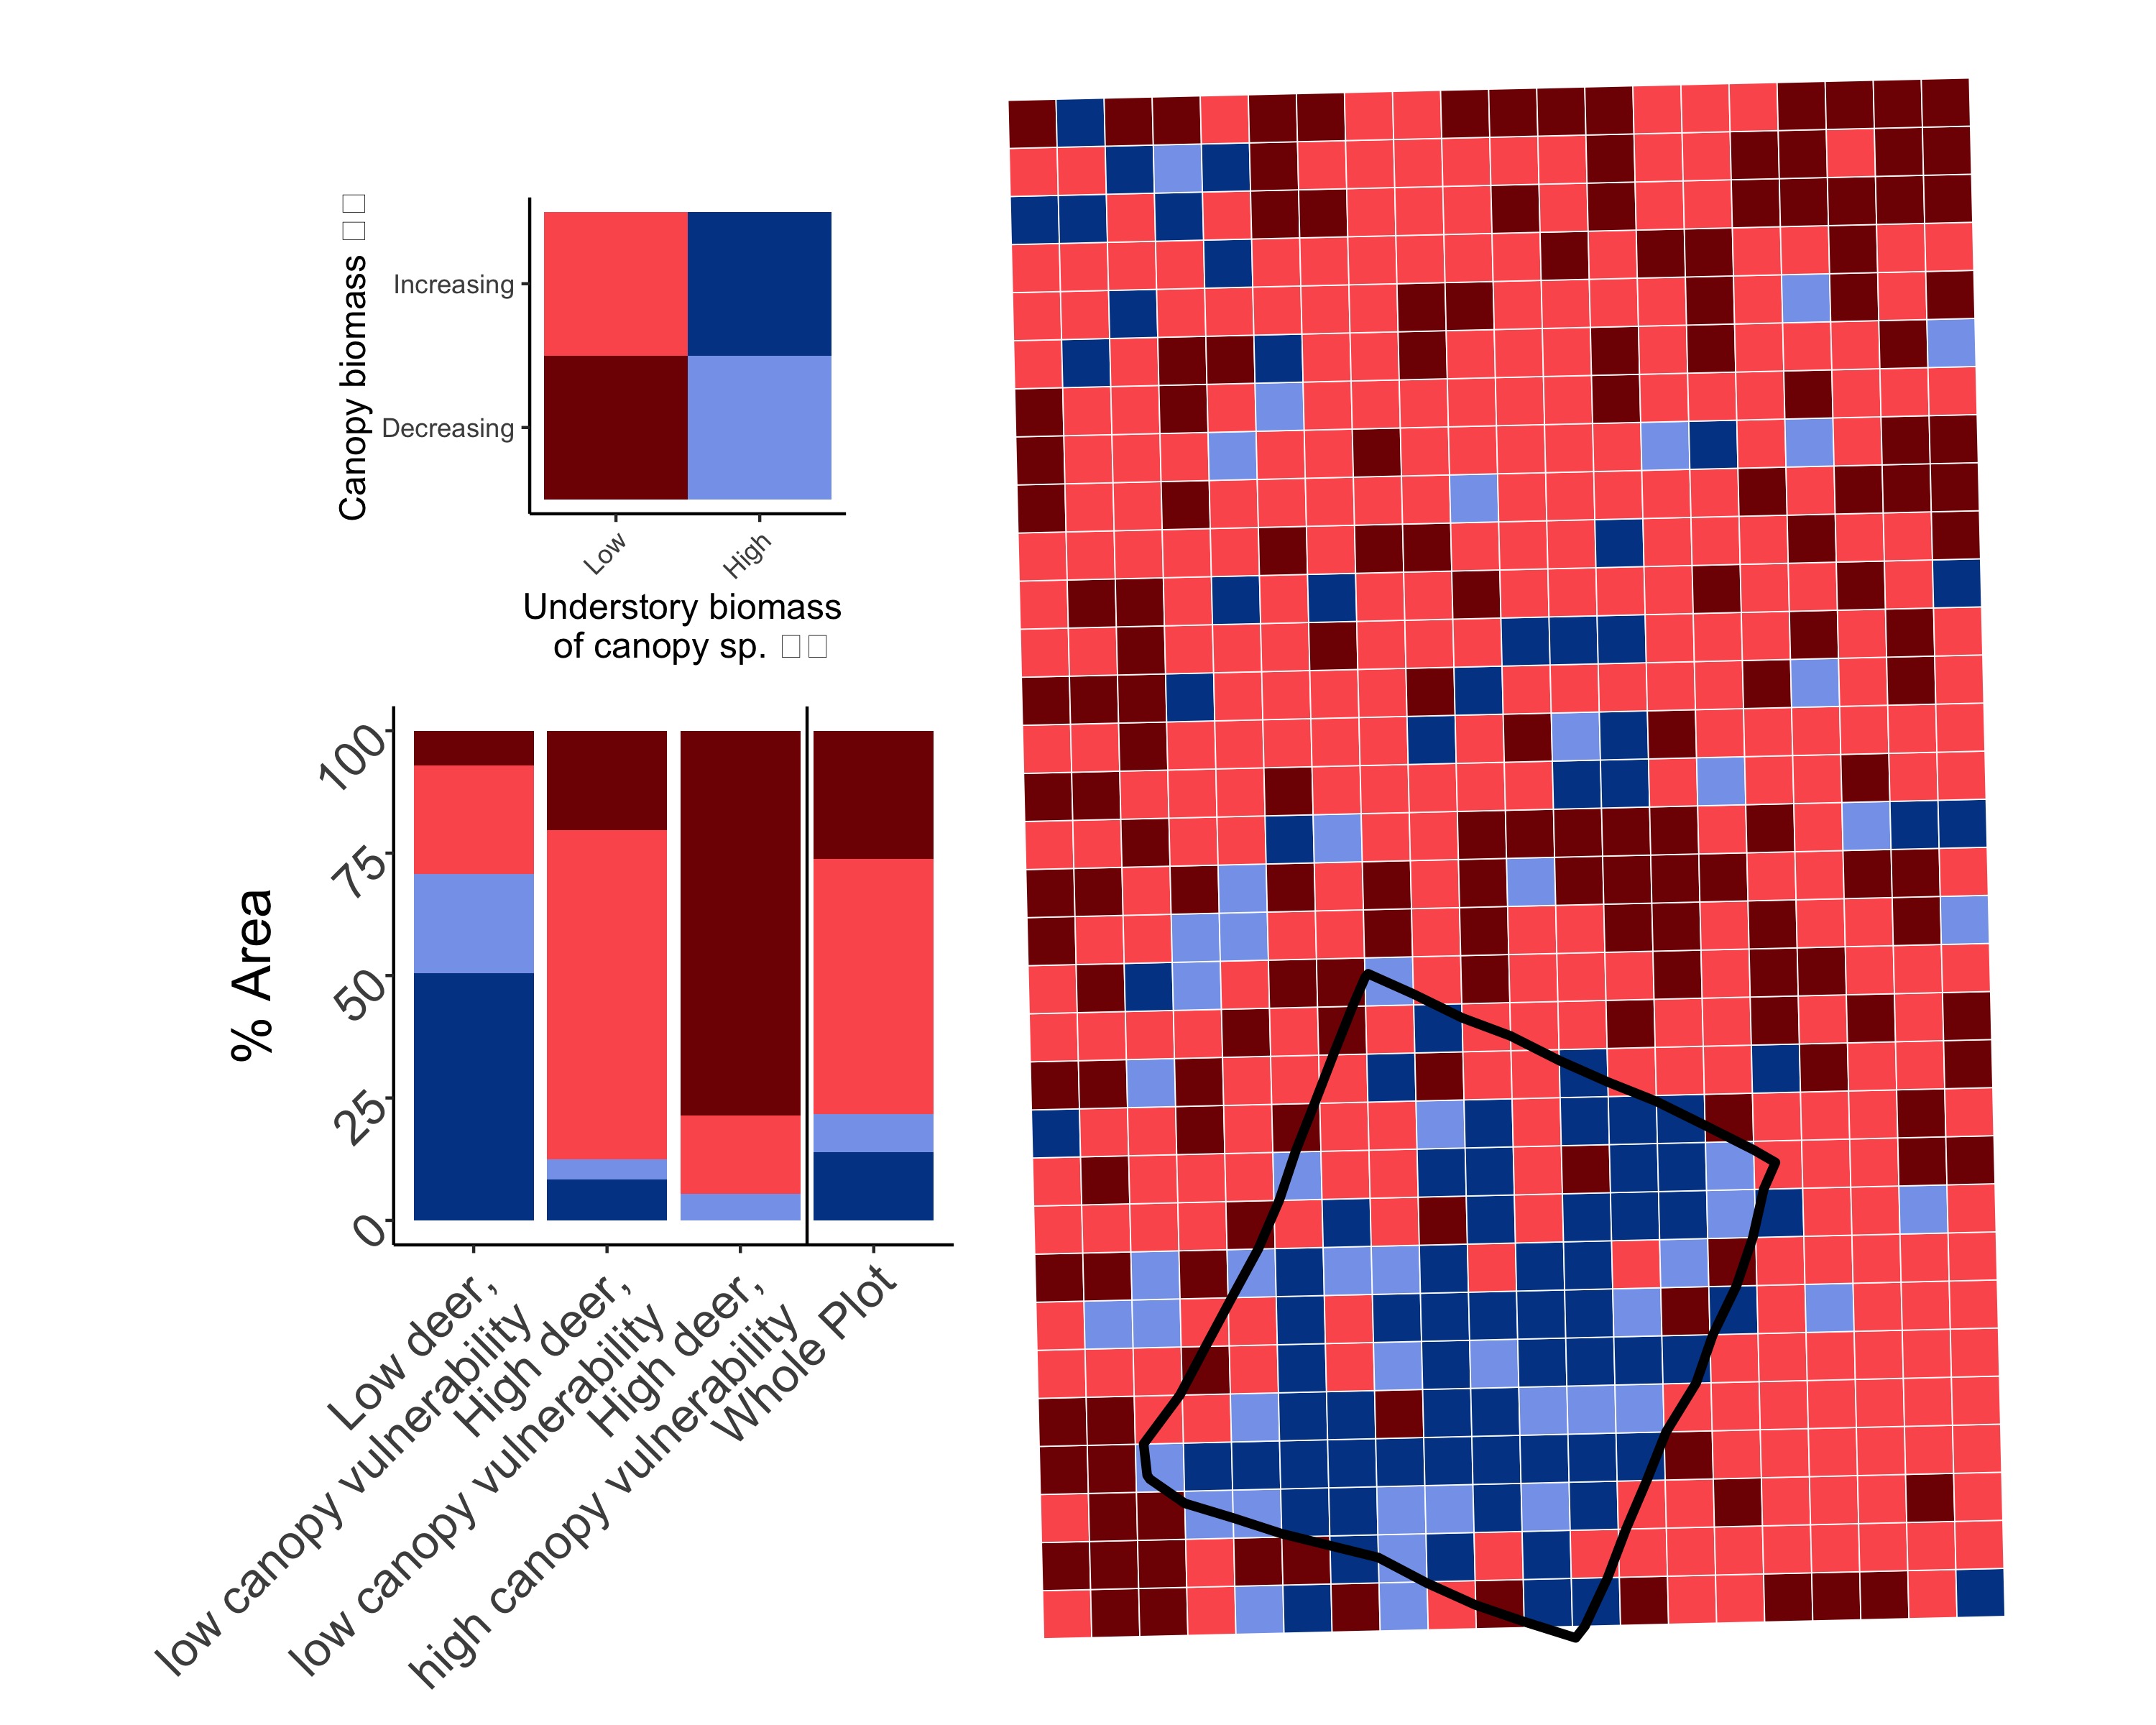 Canopy biomass □ □
Increasing
Decreasing
Low
High
Understory biomass
of canopy sp. □□
% Area
100
75
50
25
0
Low deer,
low canopy vulnerability
High deer,
low canopy vulnerability
High deer,
high canopy vulnerability
Whole Plot